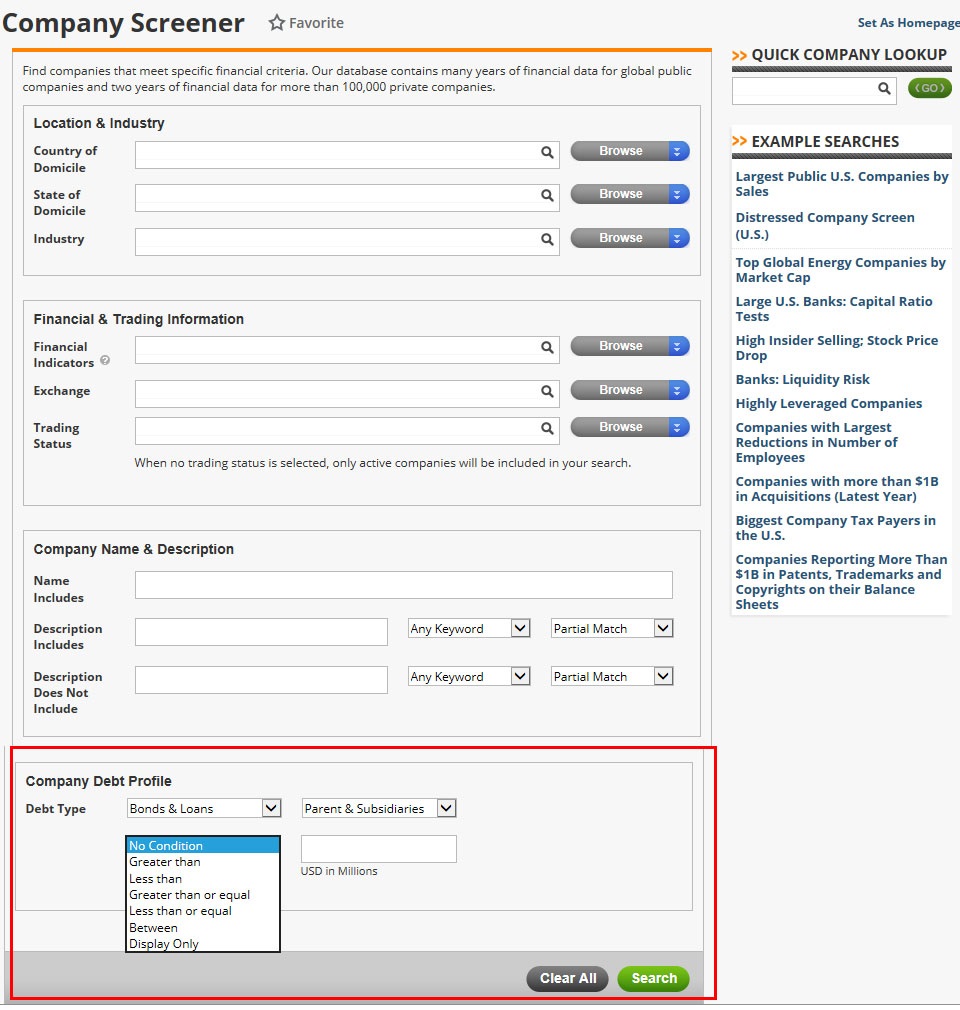 Company Screener
Favorite
Set As Homepage
Find companies that meet specific financial criteria. Our database contains many years of financial data for global public
companies and two years of financial data for more than 100,000 private companies.
Location & Industry
Country of
Domicile
Browse
State of
Domicile
Browse
Industry
Browse
Financial & Trading Information
Financial
Indicators ?
Browse
Exchange
Browse
Trading
Status
Browse
When no trading status is selected, only active companies will be included in your search.
Company Name & Description
Name
Includes
Description
Includes
Any Keyword
Partial Match
Description
Does Not
Include
Any Keyword
Partial Match
Company Debt Profile
Debt Type
Bonds & Loans
Parent & Subsidiaries
No Condition
Greater than
Less than
Greater than or equal
Less than or equal
Between
Display Only
USD in Millions
Clear All
Search
>> QUICK COMPANY LOOKUP
GO
>> EXAMPLE SEARCHES
Largest Public U.S. Companies by
Sales
Distressed Company Screen
(U.S.)
Top Global Energy Companies by
Market Cap
Large U.S. Banks: Capital Ratio
Tests
High Insider Selling; Stock Price
Drop
Banks: Liquidity Risk
Highly Leveraged Companies
Companies with Largest
Reductions in Number of
Employees
Companies with more than $1B
in Acquisitions (Latest Year)
Biggest Company Tax Payers in
the U.S.
Companies Reporting More Than
$1B in Patents, Trademarks and
Copyrights on their Balance
Sheets